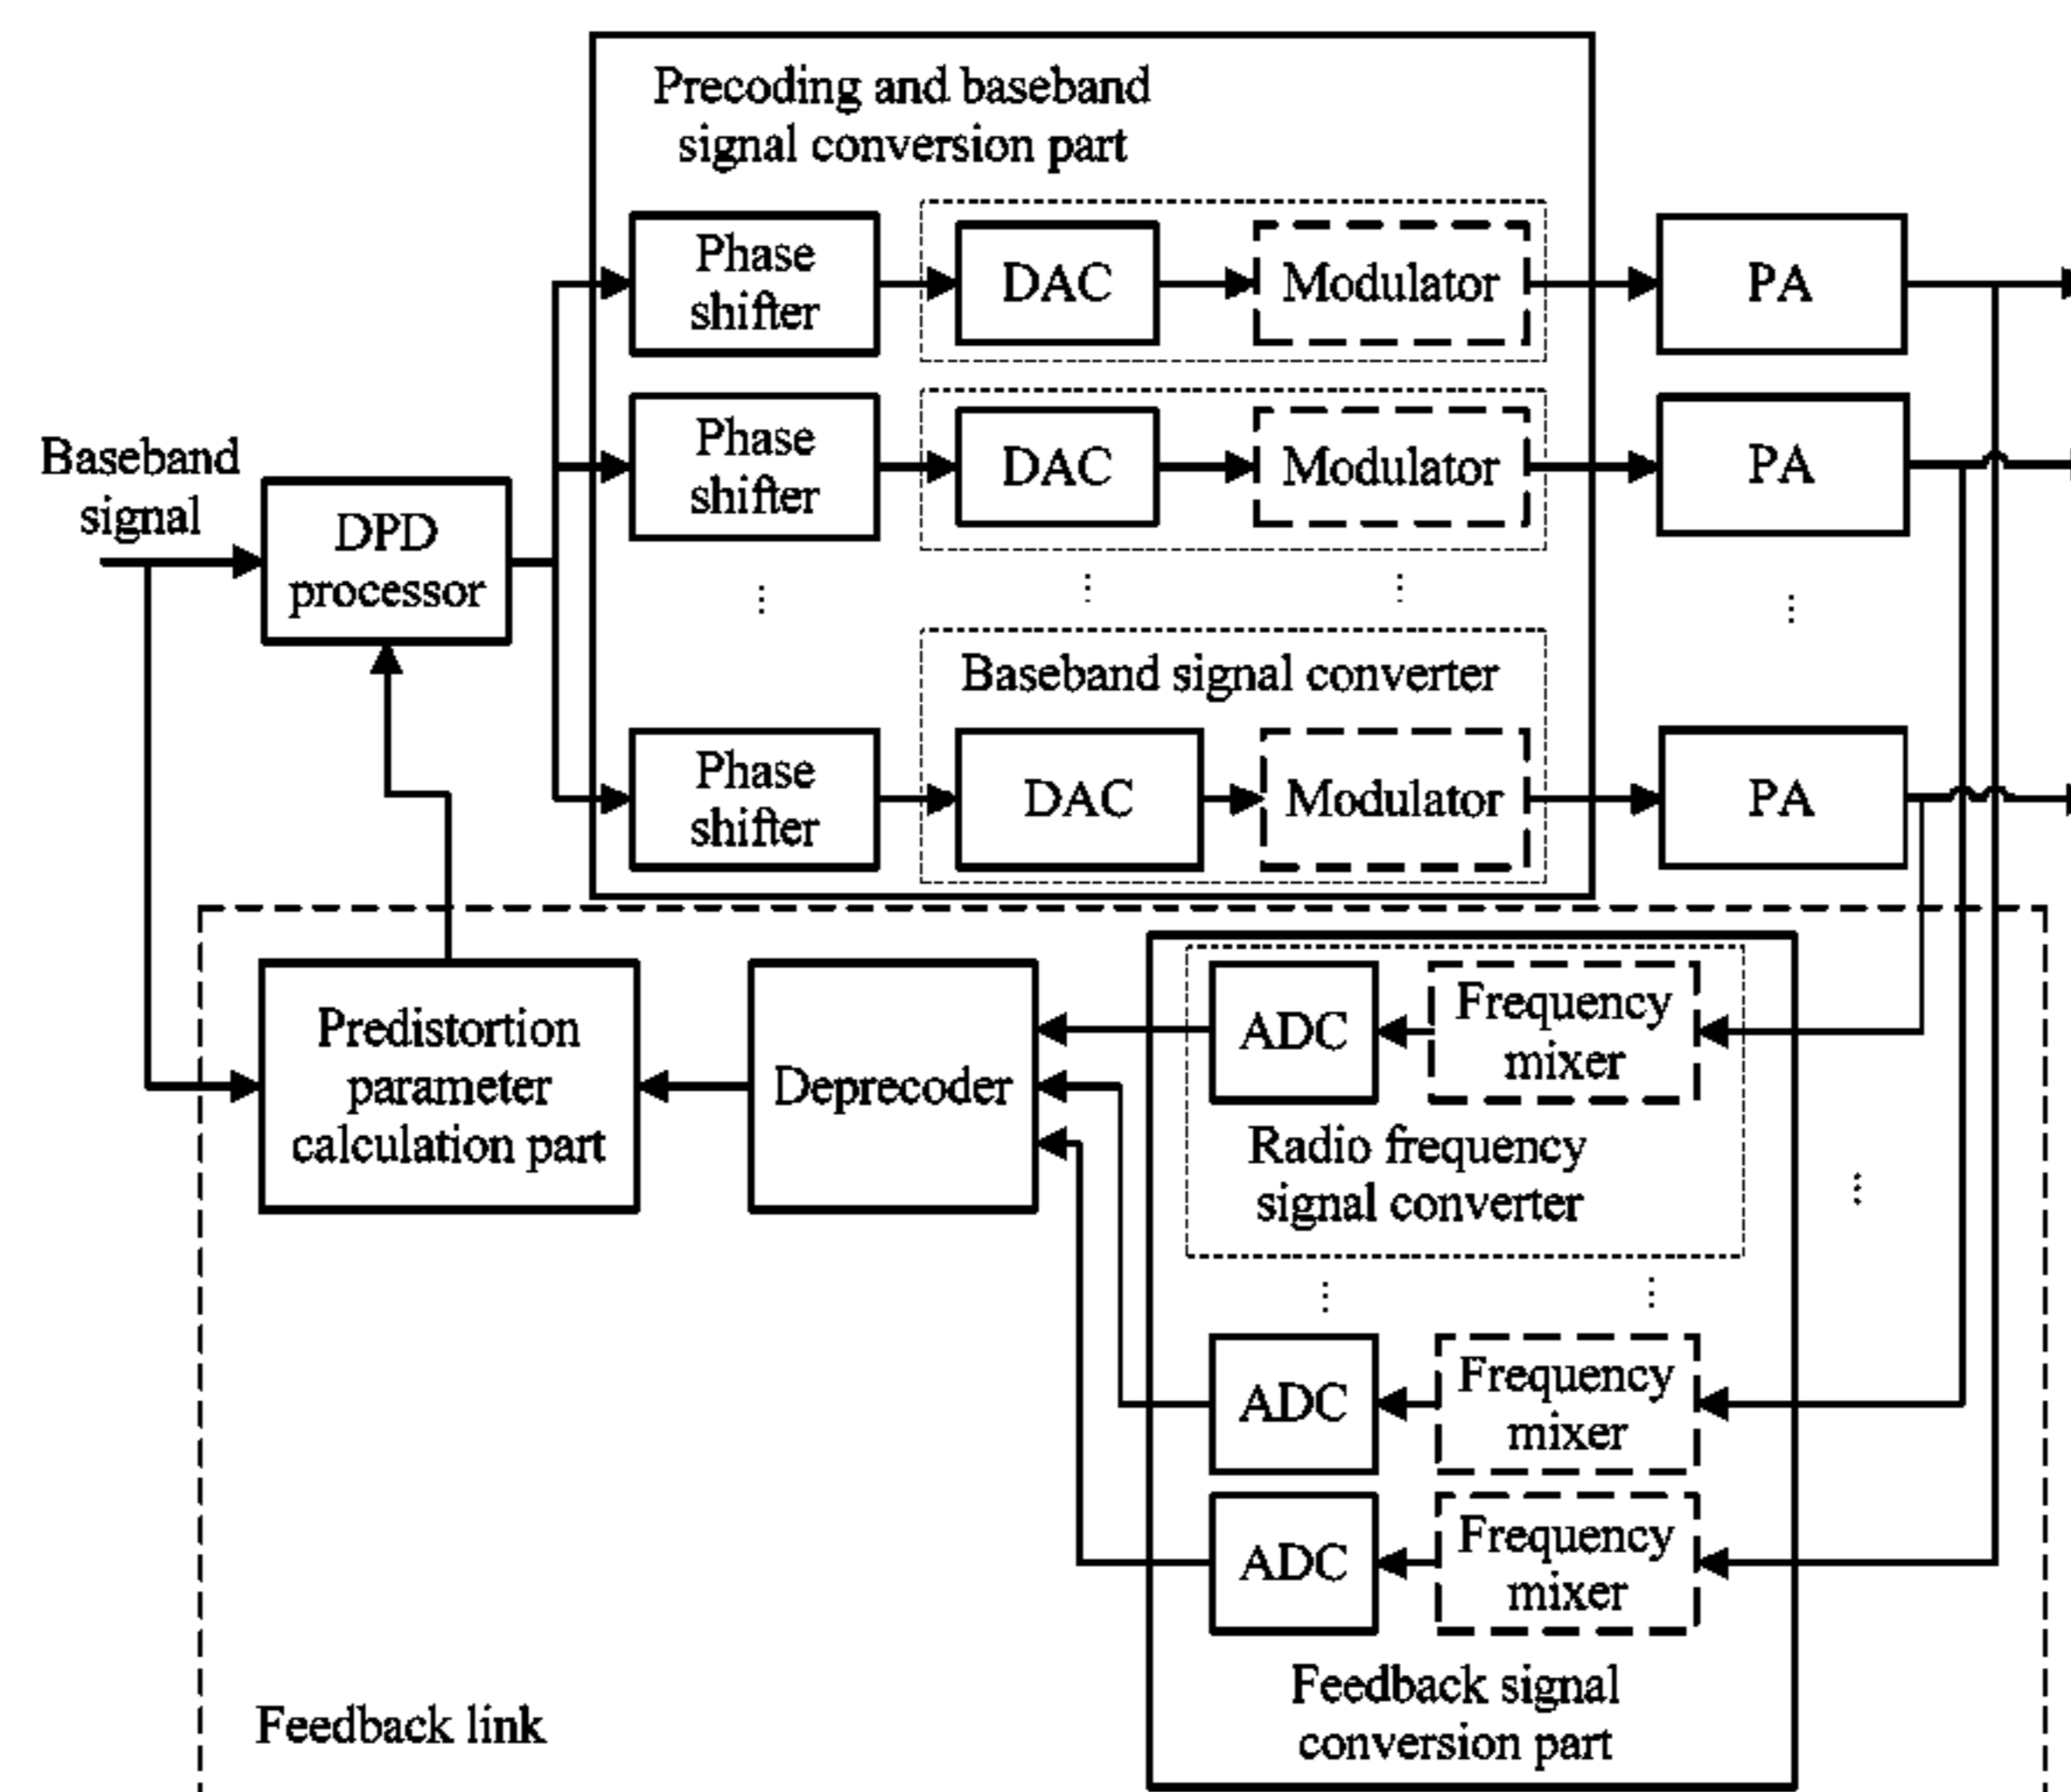 Precoding and baseband
signal conversion part
Phase
shifter
DAC
Modulator
PA
Phase
shifter
DAC
Modulator
PA
Baseband
signal
DPD
processor
Baseband signal converter
Phase
shifter
DAC
Modulator
PA
Predistortion
parameter
calculation part
Deprecoder
ADC
Frequency
mixer
Radio frequency
signal converter
ADC
Frequency
mixer
ADC
Frequency
mixer
Feedback signal
conversion part
Feedback link